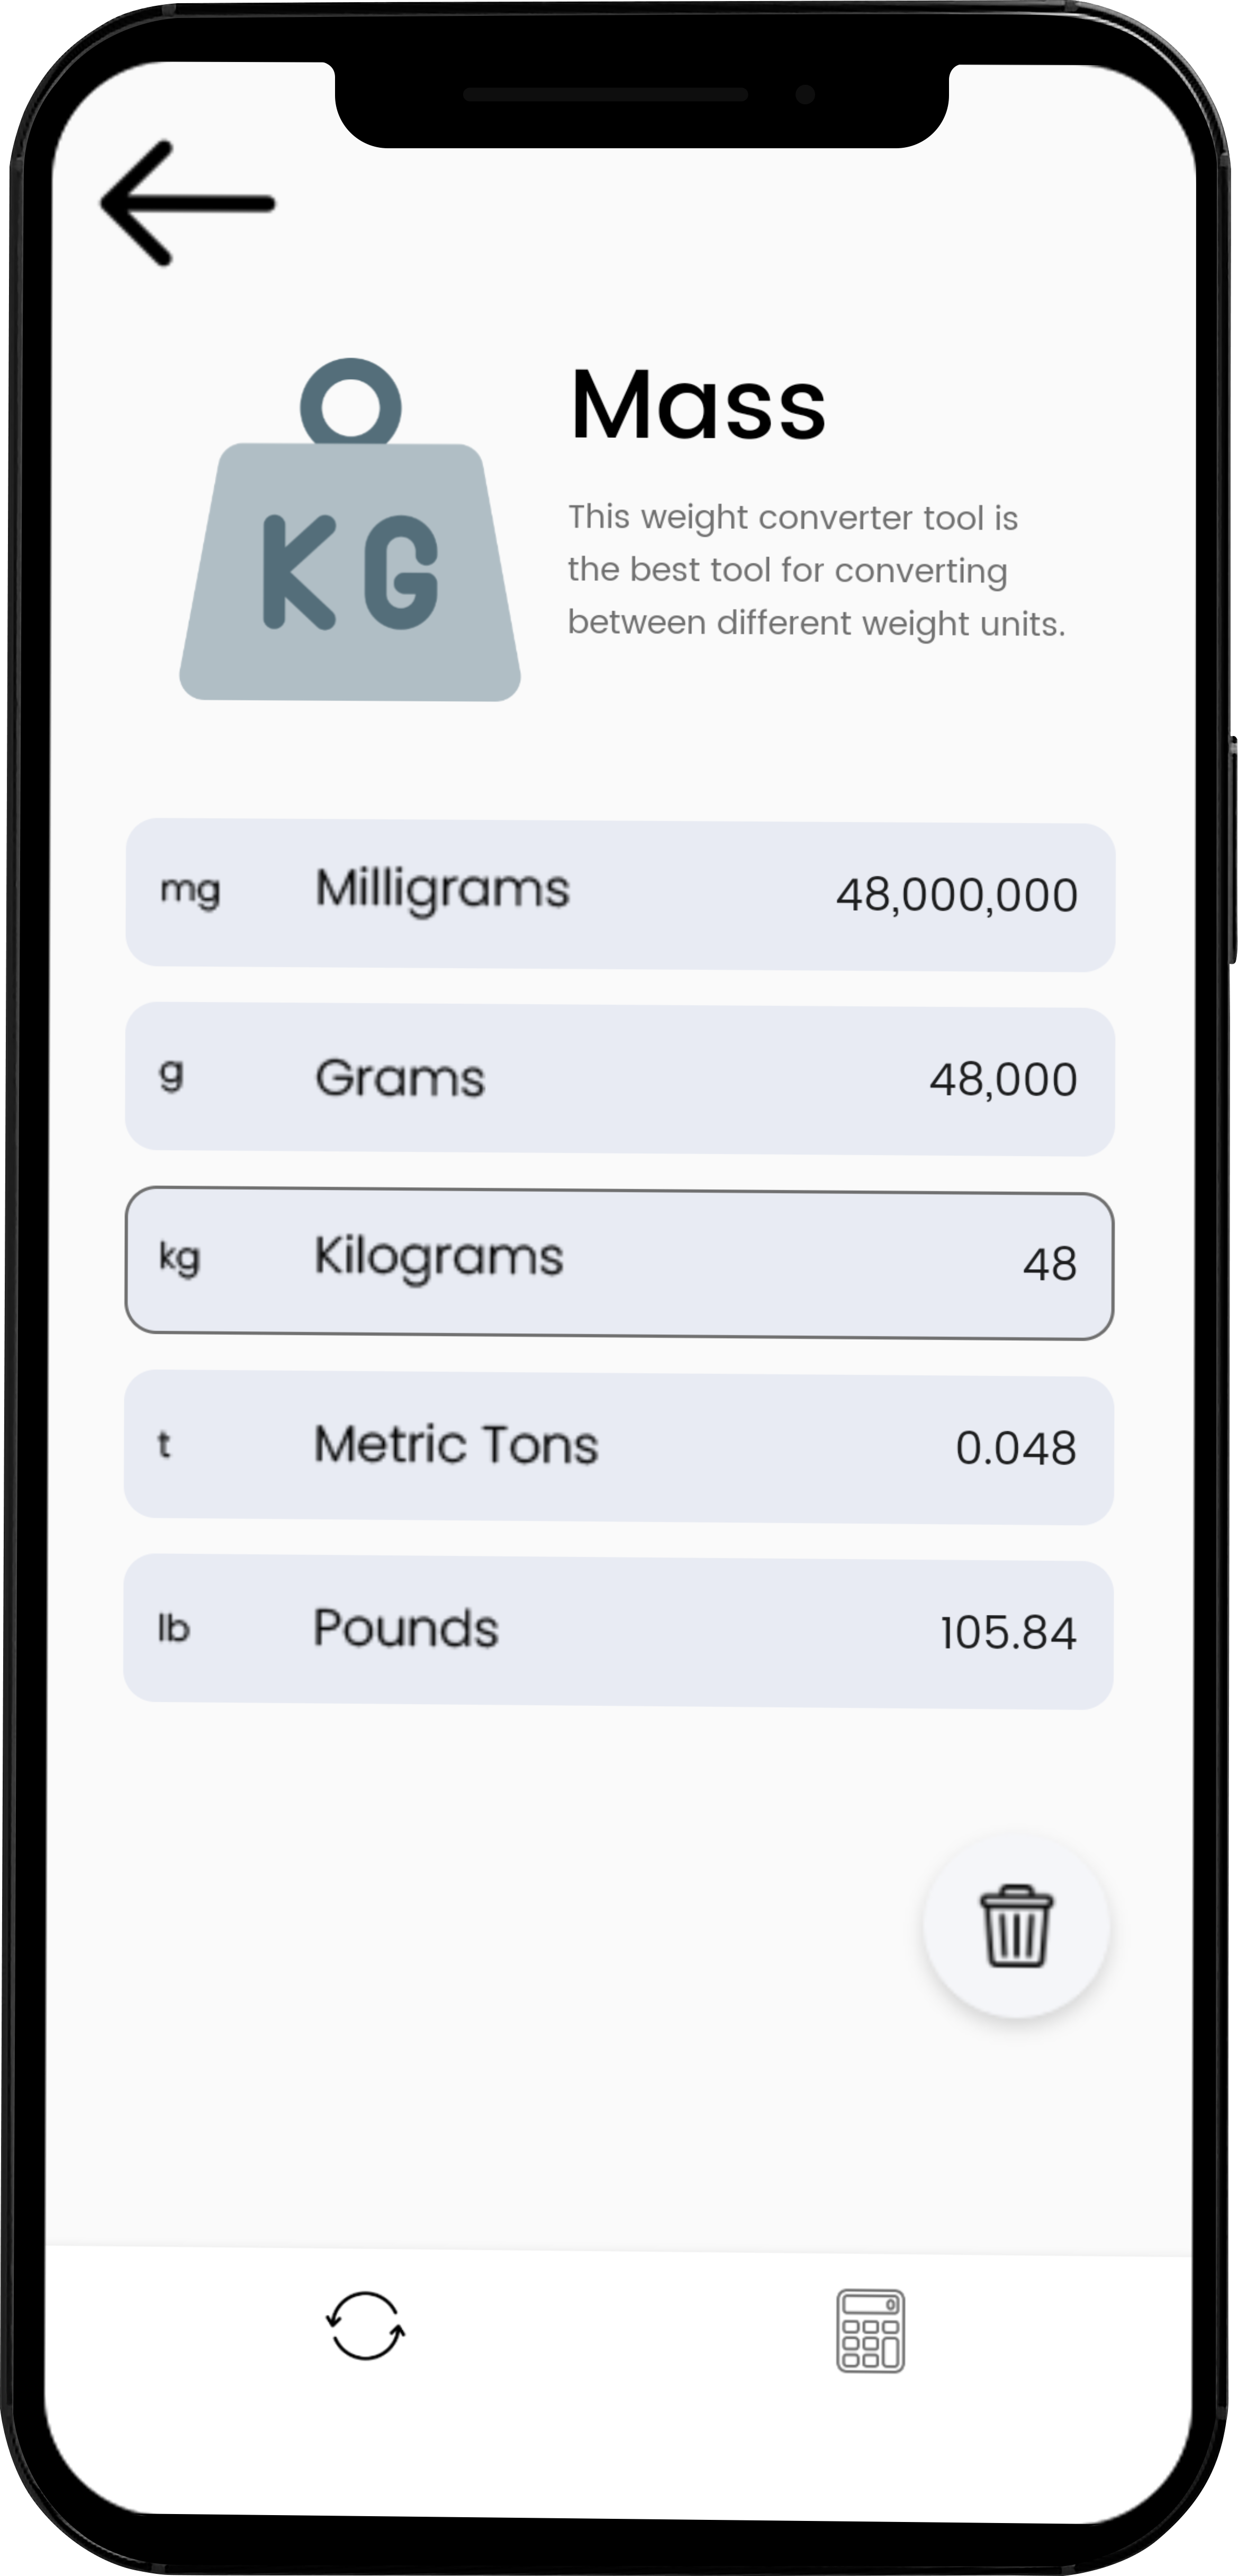 Mass
KG
This weight converter tool is
the best tool for converting
between different weight units.
mg Milligrams 48,000,000
g Grams 48,000
kg Kilograms 48
t Metric Tons 0.048
lb Pounds 105.84
0